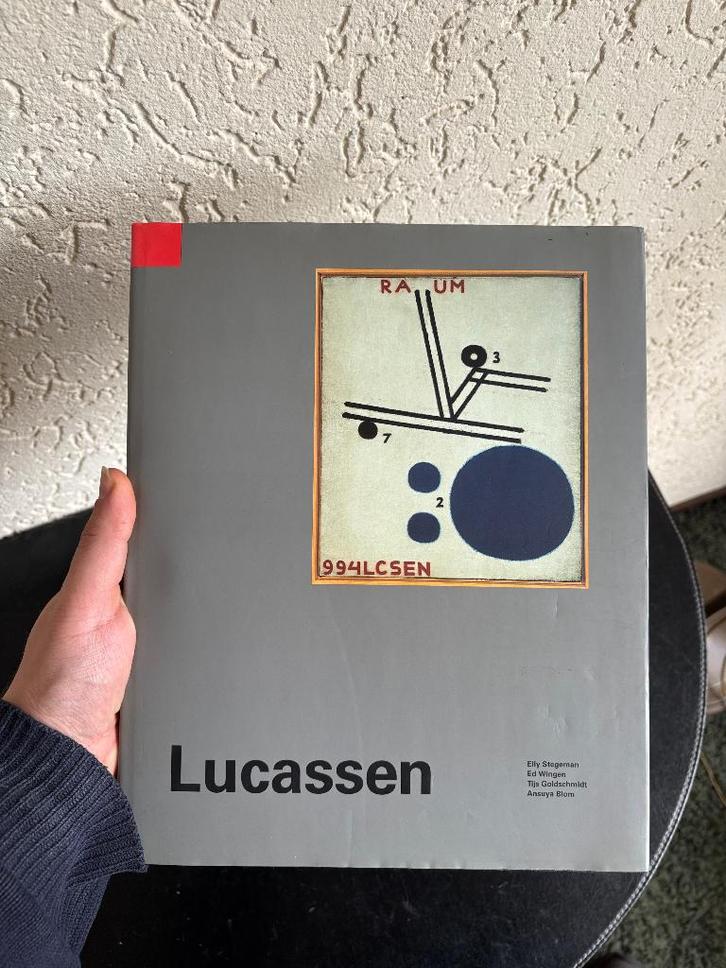 RA UM
3
7
2
994LCSEN
Lucassen
Elly Stegeman
Ed Wingen
Tijs Goldschmidt
Ansuya Blom